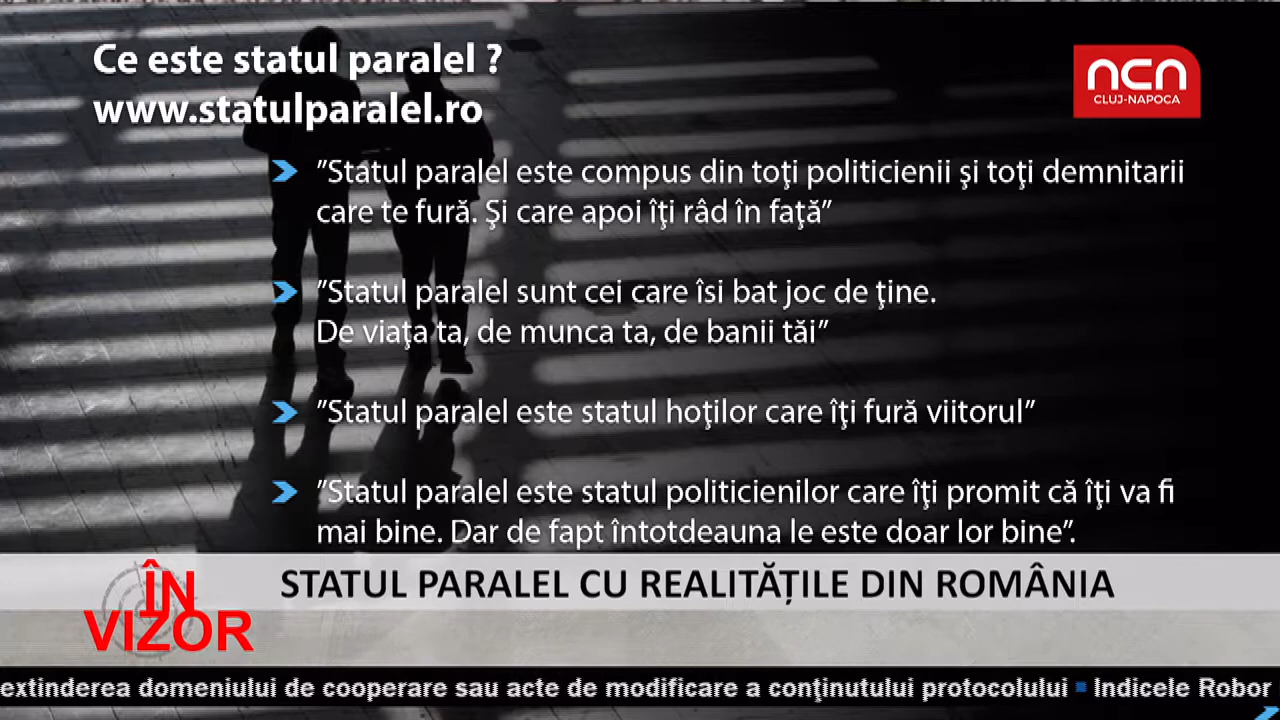 Ce este statul paralel ?
www.statulparalel.ro
ncn
CLUJ-NAPOCA
”Statul paralel este compus din toţi politicienii şi toţi demnitarii
care te fură. Şi care apoi îţi râd în faţă”
”Statul paralel sunt cei care îsi bat joc de ţine.
De viaţa ta, de munca ta, de banii tăi”
”Statul paralel este statul hoţilor care îţi fură viitorul”
”Statul paralel este statul politicienilor care îţi promit că îţi va fi
mai bine. Dar de fapt întotdeauna le este doar lor bine”.
ÎN
VIZOR
STATUL PARALEL CU REALITĂȚILE DIN ROMÂNIA
extinderea domeniului de cooperare sau acte de modificare a conţinutului protocolului ▪ Indicele Robor